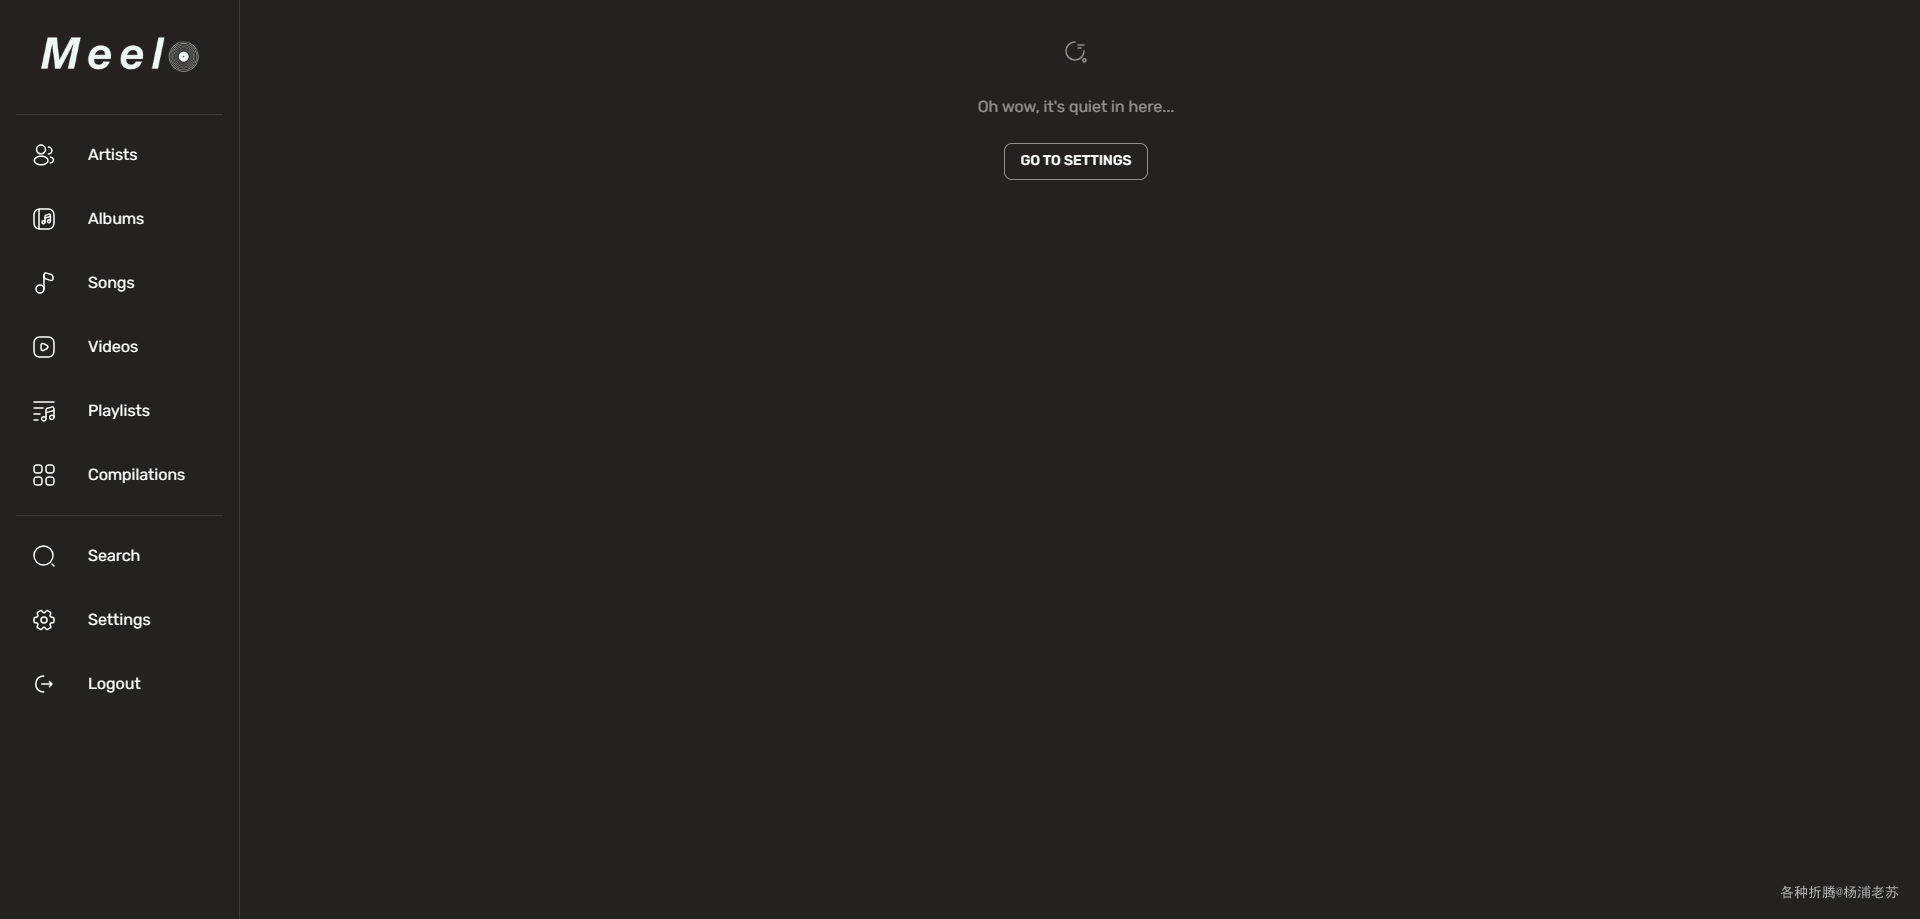 Meelo
Artists
Albums
Songs
Videos
Playlists
Compilations
Search
Settings
Logout
Oh wow, it's quiet in here...
GO TO SETTINGS
各种折腾@杨浦老苏